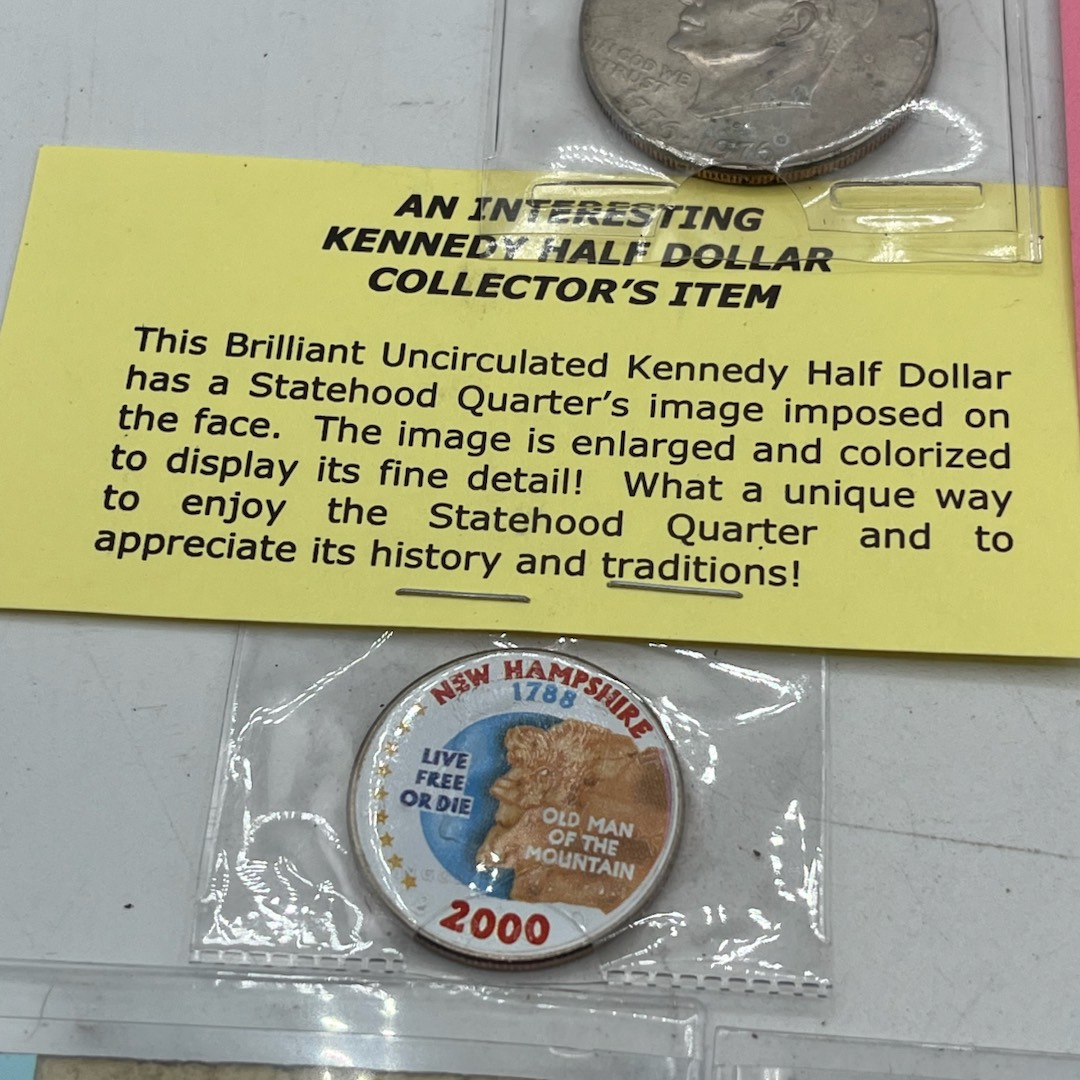 IN GOD WE
TRUST
AN INTERESTING
KENNEDY HALF DOLLAR
COLLECTOR'S ITEM
This Brilliant Uncirculated Kennedy Half Dollar
has a Statehood Quarter's image imposed on
the face. The image is enlarged and colorized
to display its fine detail! What a unique way
to enjoy the Statehood Quarter and to
appreciate its history and traditions!
NEW HAMPSHIRE
1788
LIVE
FREE
OR DIE
OLD MAN
OF THE
MOUNTAIN
2000